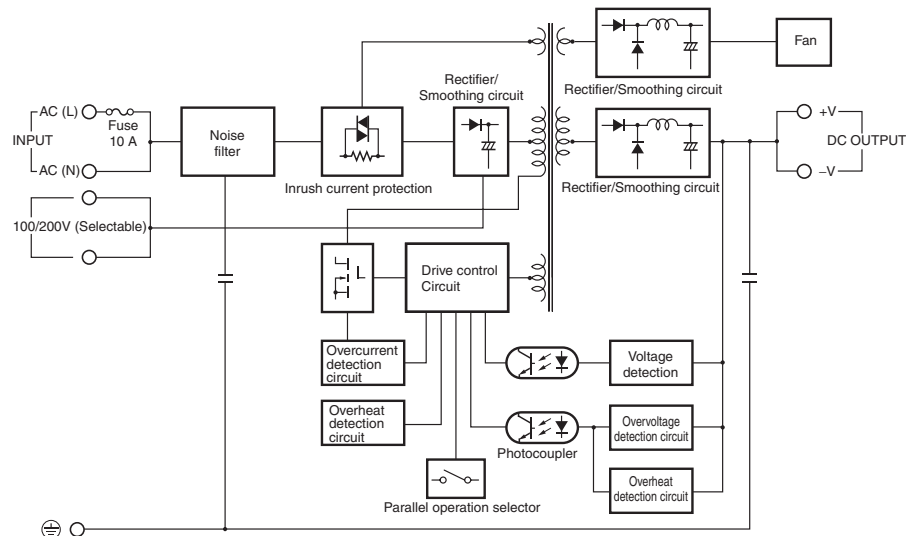 Fan
Rectifier/Smoothing circuit
Rectifier/
Smoothing circuit
AC (L)
Fuse
10 A
INPUT
AC (N)
Noise
filter
Inrush current protection
Rectifier/Smoothing circuit
+V
DC OUTPUT
–V
100/200V (Selectable)
Drive control
Circuit
Overcurrent
detection
circuit
Voltage
detection
Overheat
detection
circuit
Overvoltage
detection circuit
Photocoupler
Overheat
detection circuit
Parallel operation selector